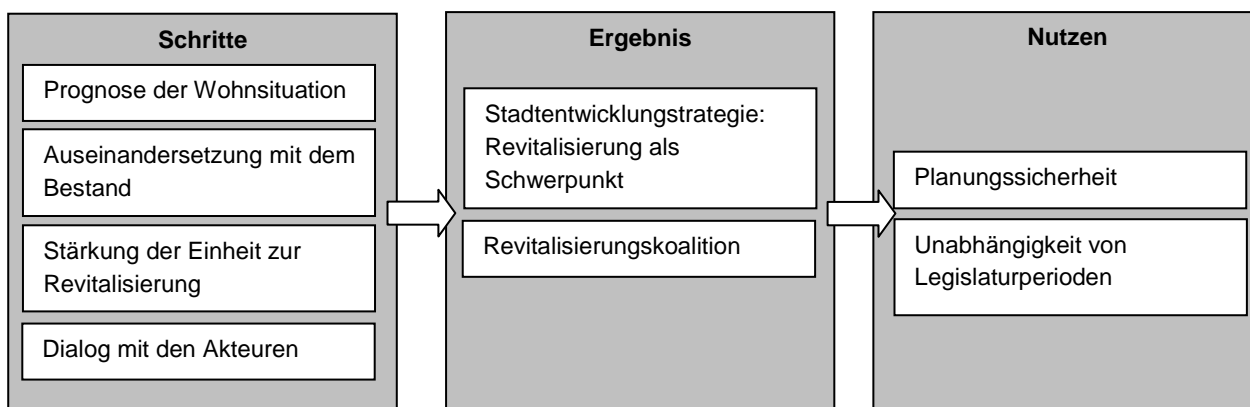 Schritte
Prognose der Wohnsituation
Auseinandersetzung mit dem
Bestand
Stärkung der Einheit zur
Revitalisierung
Dialog mit den Akteuren
Ergebnis
Stadtentwicklungstrategie:
Revitalisierung als
Schwerpunkt
Revitalisierungskoalition
Nutzen
Planungssicherheit
Unabhängigkeit von
Legislaturperioden